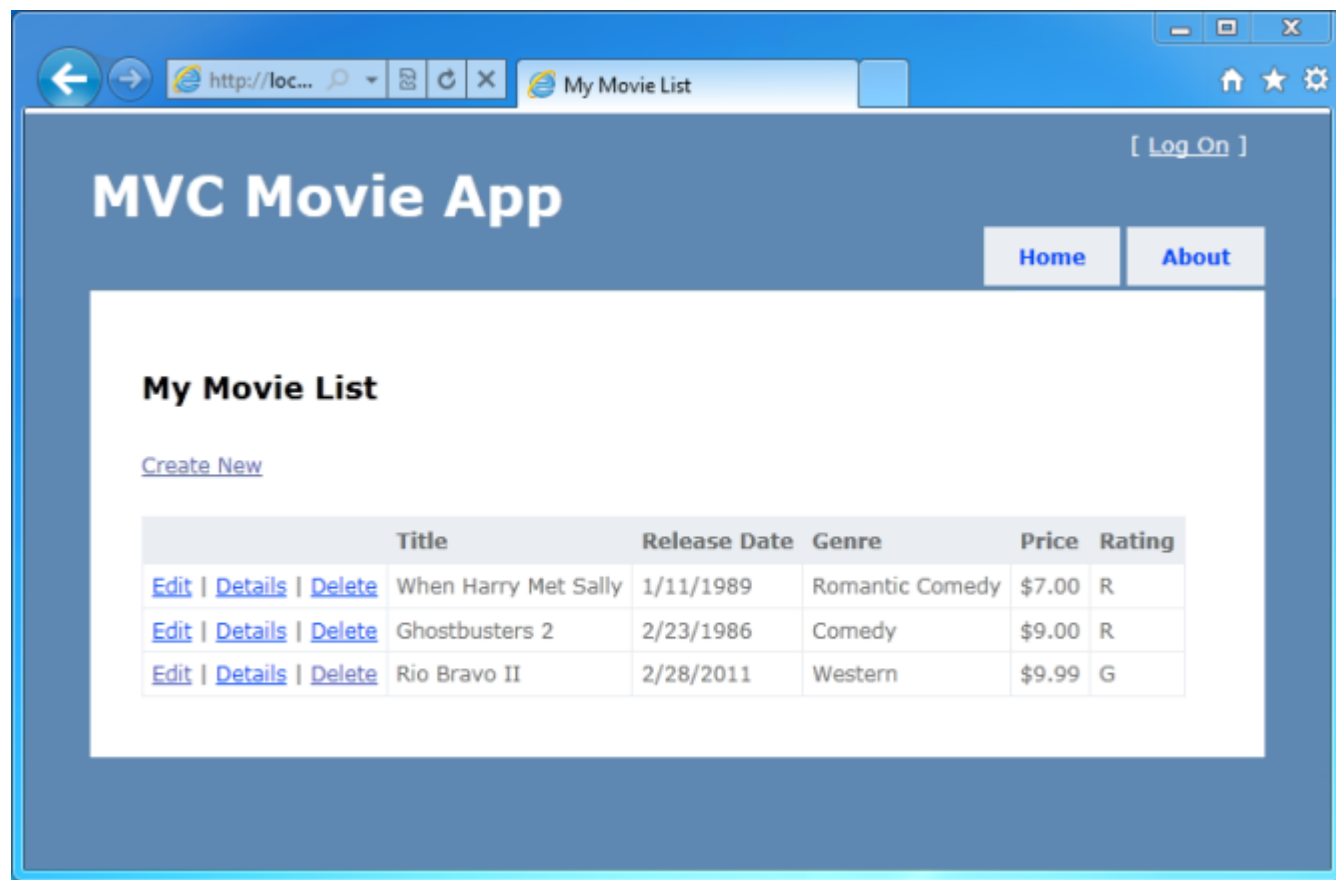 http://loc...
My Movie List
[ Log On ]
MVC Movie App
Home About
My Movie List
Create New
Title Release Date Genre Price Rating
Edit | Details | Delete When Harry Met Sally 1/11/1989 Romantic Comedy $7.00 R
Edit | Details | Delete Ghostbusters 2 2/23/1986 Comedy $9.00 R
Edit | Details | Delete Rio Bravo II 2/28/2011 Western $9.99 G